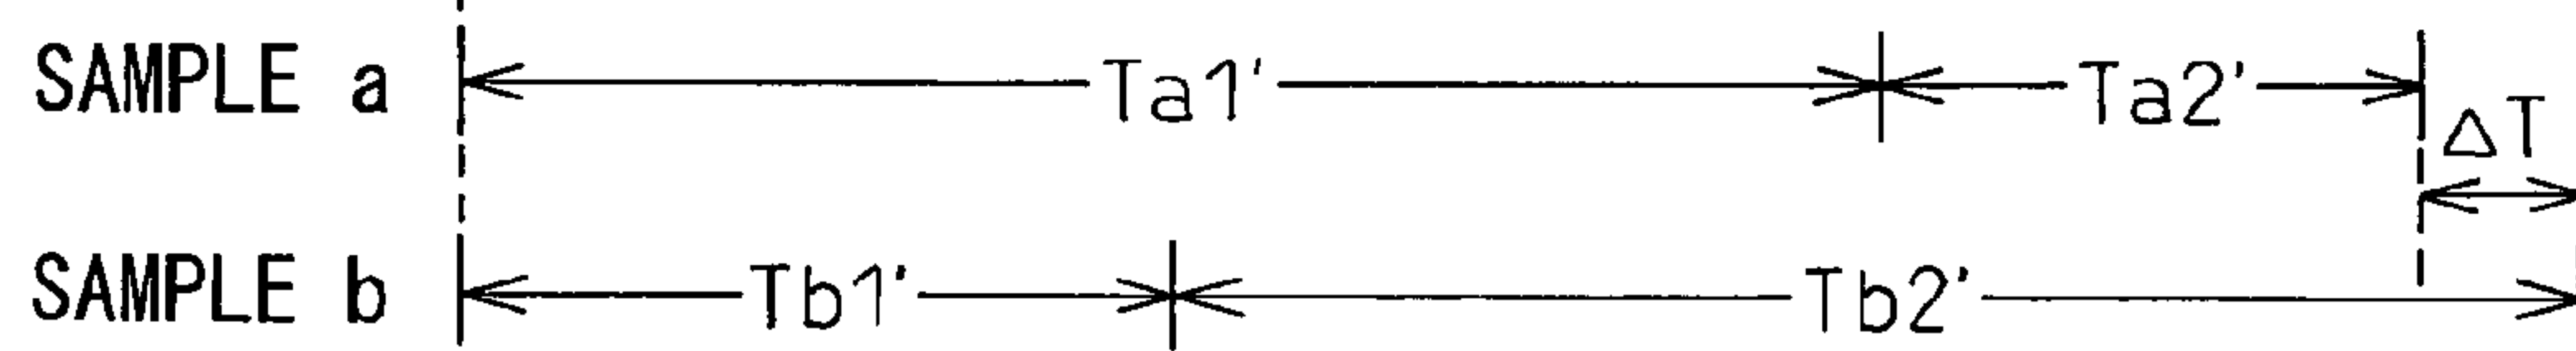 SAMPLE a Ta1' Ta2'
ΔT
SAMPLE b Tb1' Tb2'